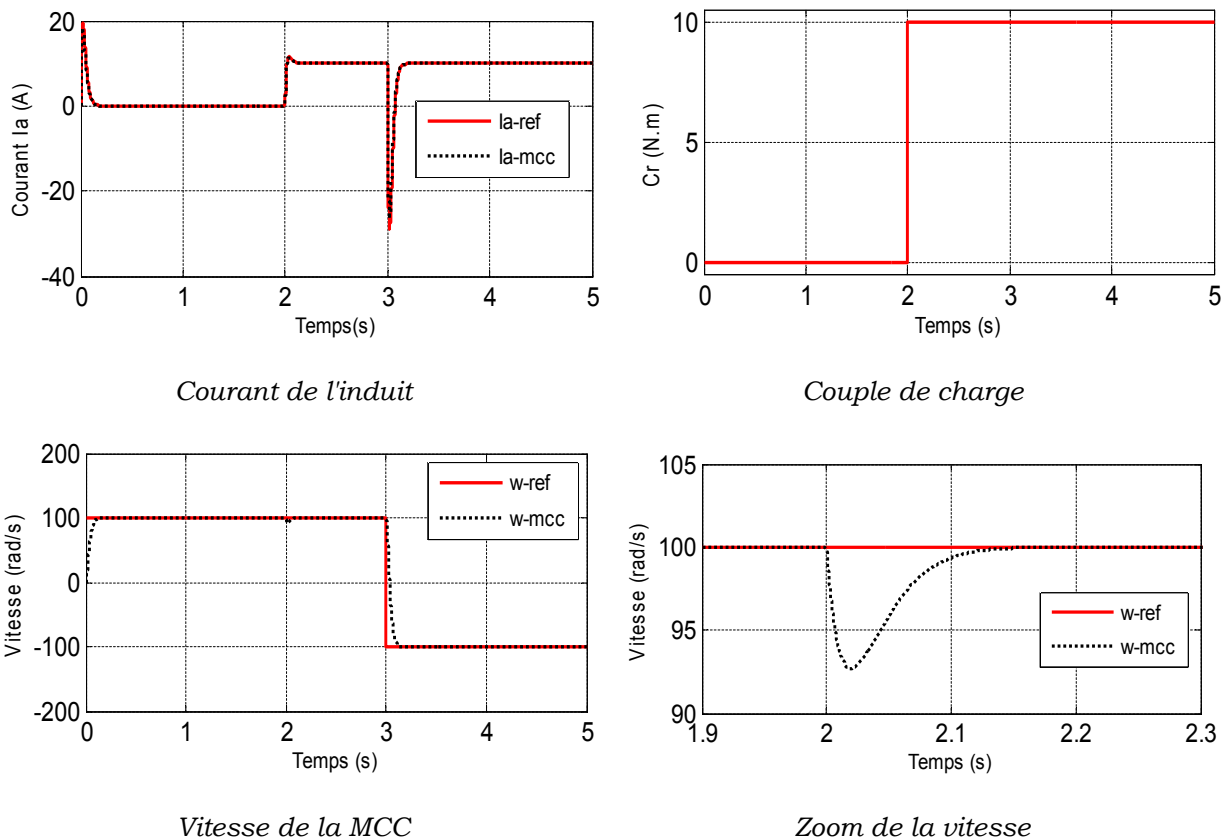 Courant Ia (A)
20
0
-20
-40
0 1 2 3 4 5
Temps(s)
Ia-ref
Ia-mcc
Courant de l'induit
Cr (N.m)
10
5
0
0 1 2 3 4 5
Temps (s)
Couple de charge
Vitesse (rad/s)
200
100
0
-100
-200
0 1 2 3 4 5
Temps (s)
w-ref
w-mcc
Vitesse de la MCC
Vitesse (rad/s)
105
100
95
90
1.9 2 2.1 2.2 2.3
Temps (s)
w-ref
w-mcc
Zoom de la vitesse